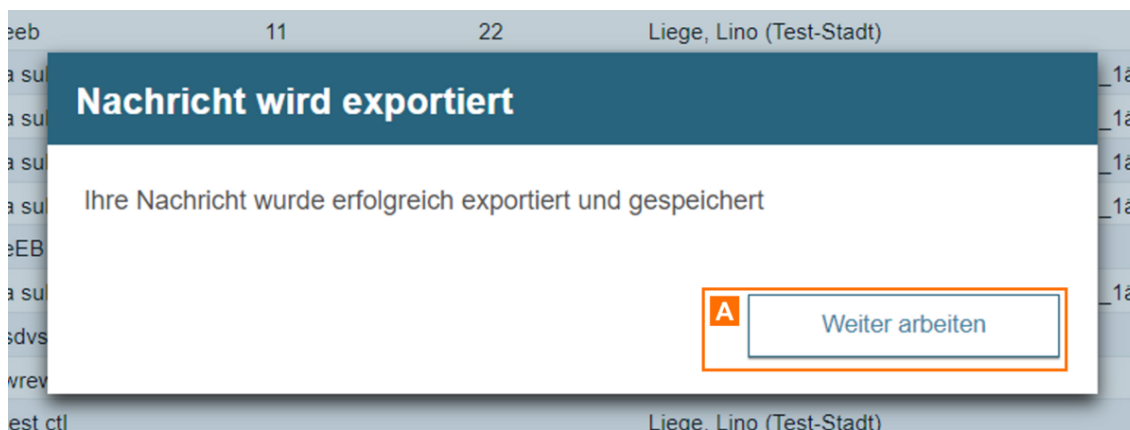 11 22 Liege, Lino (Test-Stadt)
Nachricht wird exportiert
Ihre Nachricht wurde erfolgreich exportiert und gespeichert
A Weiter arbeiten
Liege, Lino (Test-Stadt)